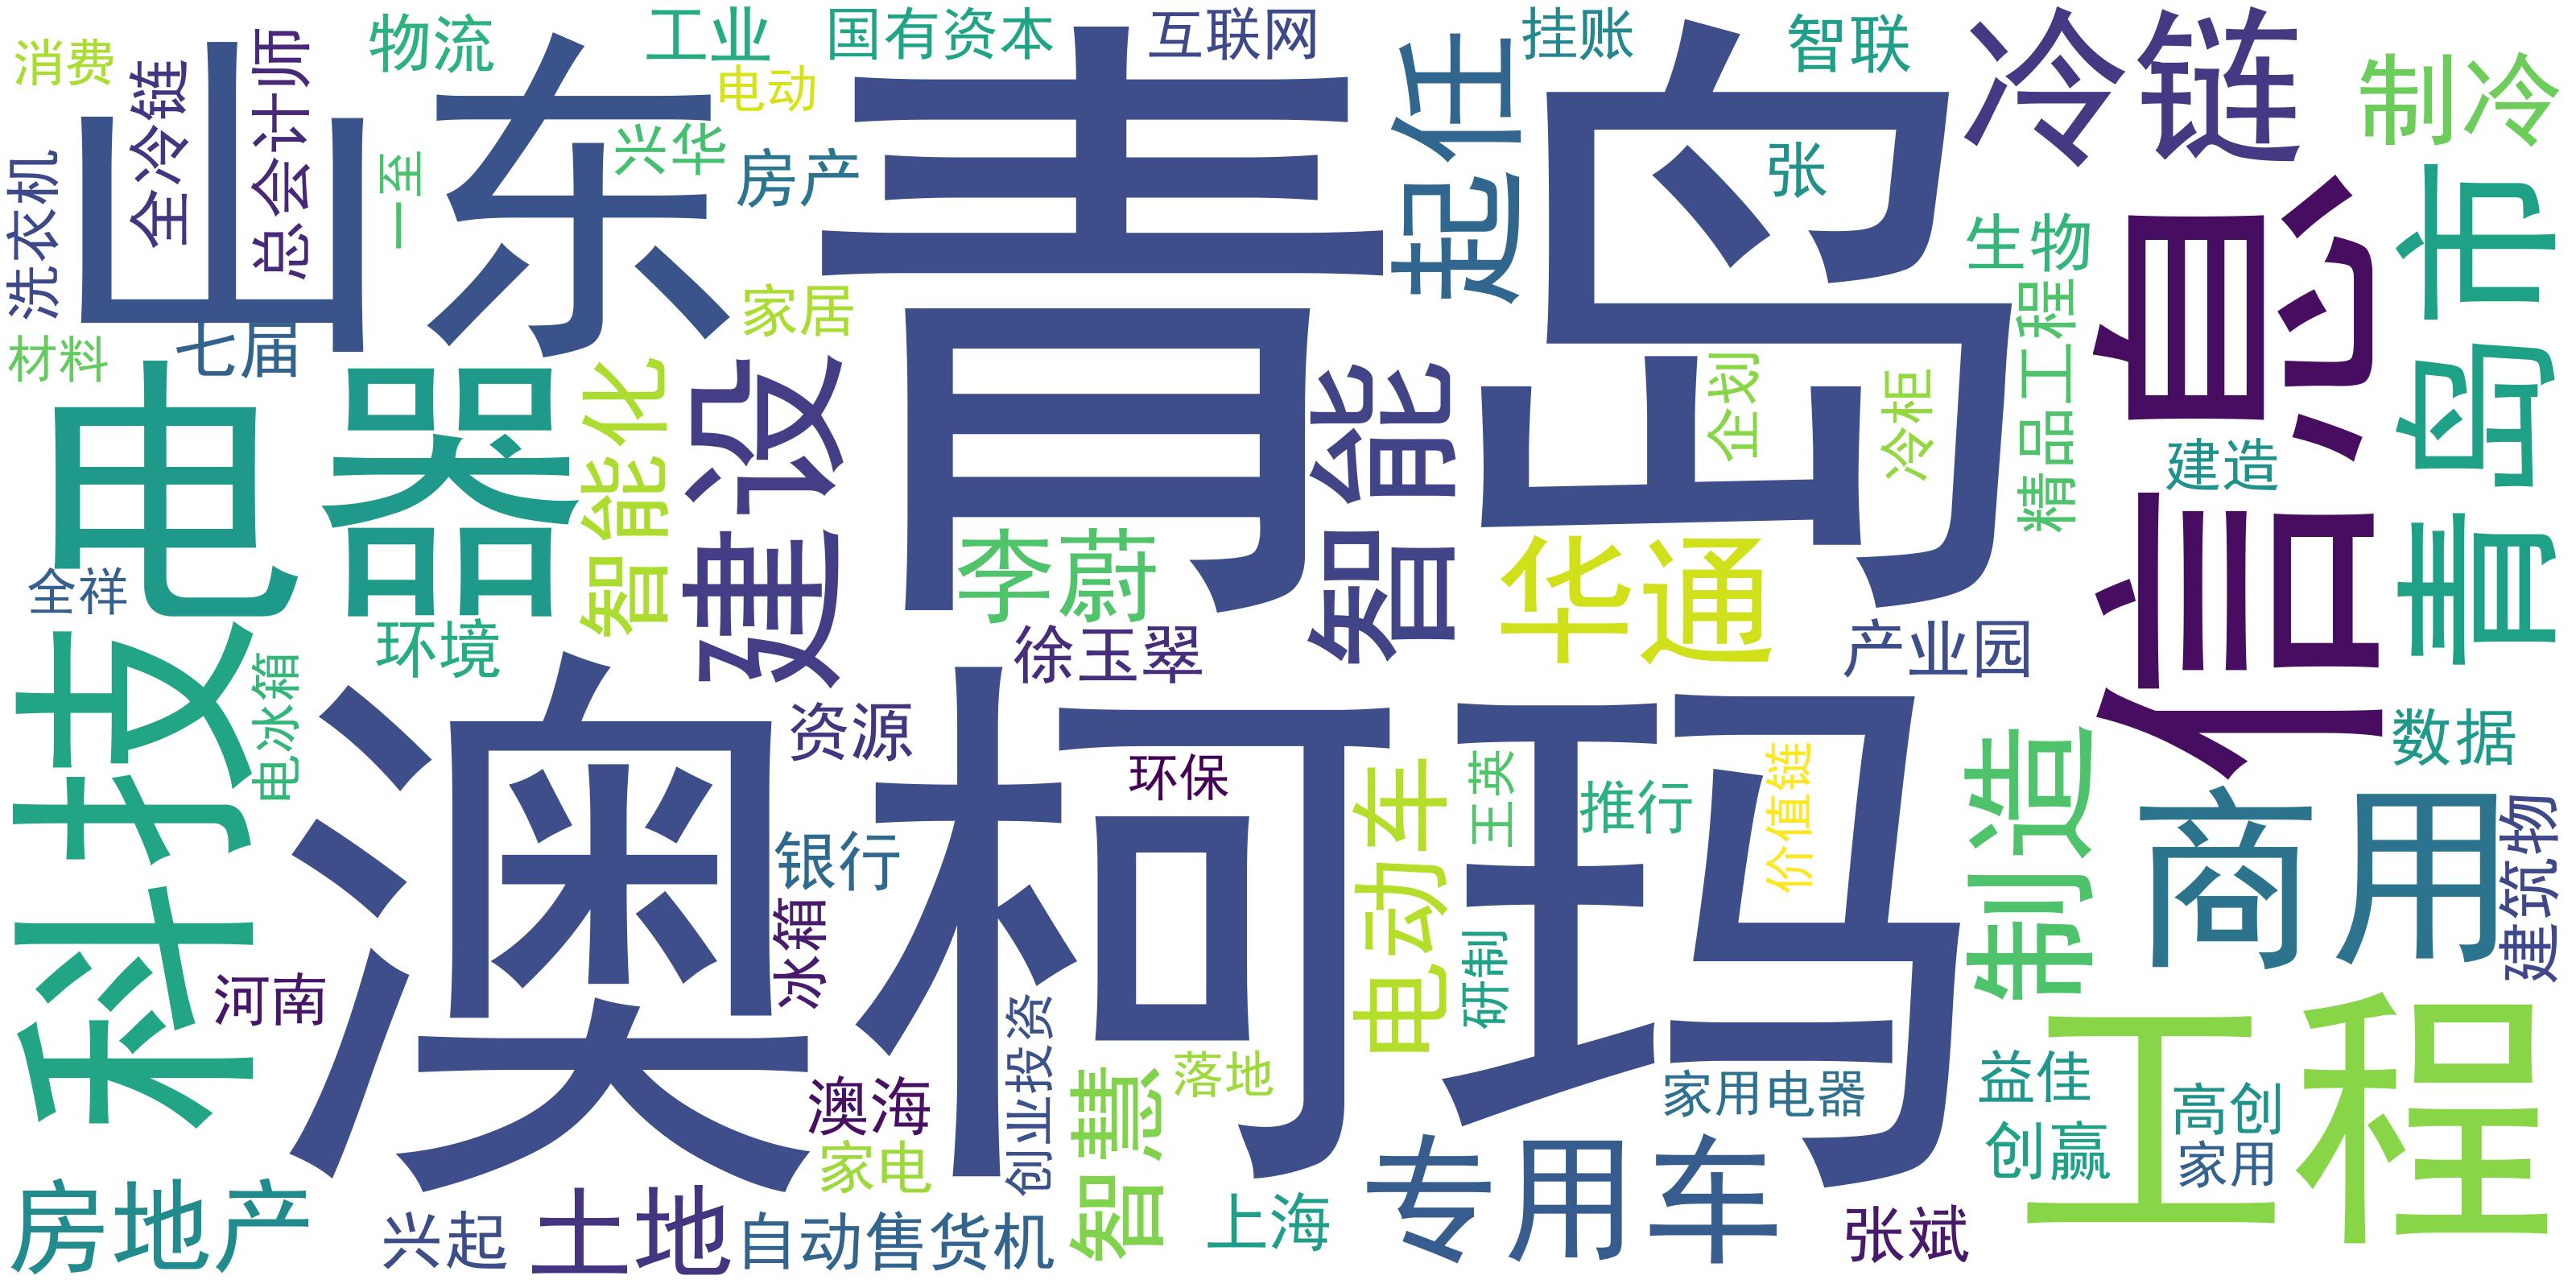 消费
物流
工业
国有资本
互联网
挂账
智联
冷链
制冷
全冷链
总会计师
山东
电动
青岛
起任
洗衣机
一至
兴华
房产
张
生物
青岛市
信息
家居
材料
七届
电器
智能化
建设
智能
企划
冷柜
精品工程
建造
李蔚
华通
全祥
环境
徐玉翠
产业园
科技
电冰箱
澳柯玛
资源
环保
电动车
王英
推行
价值链
制造
数据
商用
建筑物
银行
冰箱
研制
河南
创业投资
落地
澳海
智慧
家用电器
益佳
高创
工程
家电
创赢
家用
专用车
房地产
兴起
土地
自动售货机
上海
张斌